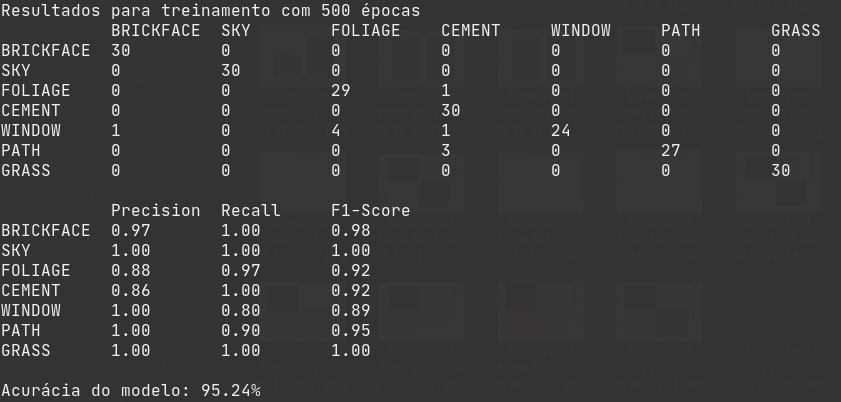 Resultados para treinamento com 500 épocas
BRICKFACE SKY FOLIAGE CEMENT WINDOW PATH GRASS
BRICKFACE 30 0 0 0 0 0 0
SKY 0 30 0 0 0 0 0
FOLIAGE 0 0 29 1 0 0 0
CEMENT 0 0 0 30 0 0 0
WINDOW 1 0 4 1 24 0 0
PATH 0 0 0 3 0 27 0
GRASS 0 0 0 0 0 0 30
Precision Recall F1-Score
BRICKFACE 0.97 1.00 0.98
SKY 1.00 1.00 1.00
FOLIAGE 0.88 0.97 0.92
CEMENT 0.86 1.00 0.92
WINDOW 1.00 0.80 0.89
PATH 1.00 0.90 0.95
GRASS 1.00 1.00 1.00
Acurácia do modelo: 95.24%